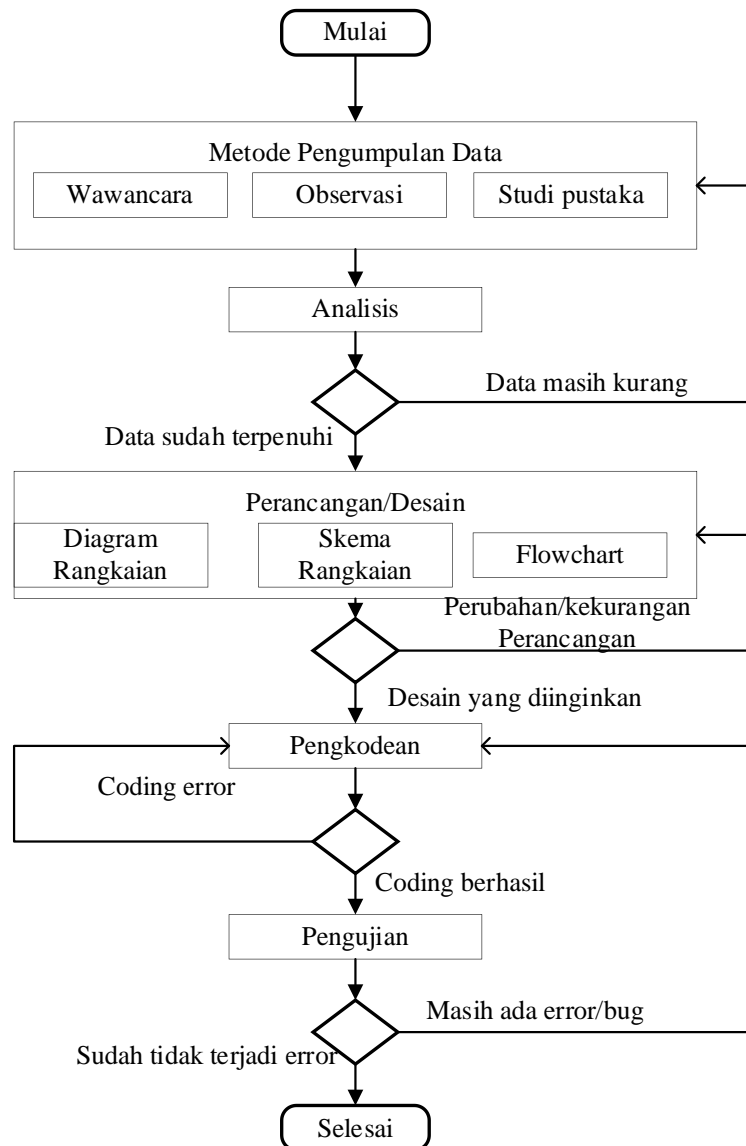 Mulai
Metode Pengumpulan Data
Wawancara
Observasi
Studi pustaka
Analisis
Data masih kurang
Data sudah terpenuhi
Perancangan/Desain
Diagram
Rangkaian
Skema
Rangkaian
Flowchart
Perubahan/kekurangan
Perancangan
Desain yang diinginkan
Pengkodean
Coding error
Coding berhasil
Pengujian
Masih ada error/bug
Sudah tidak terjadi error
Selesai